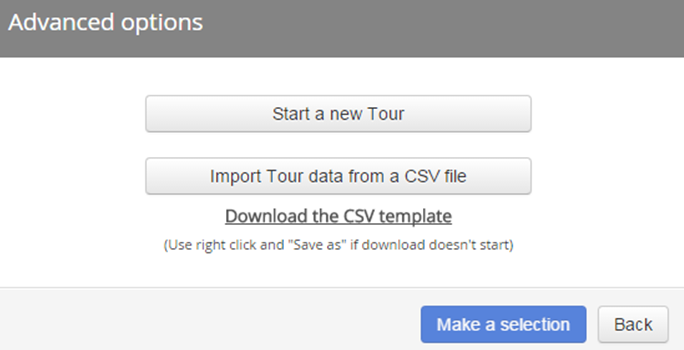 Advanced options
Start a new Tour
Import Tour data from a CSV file
Download the CSV template
(Use right click and "Save as" if download doesn't start)
Make a selection
Back